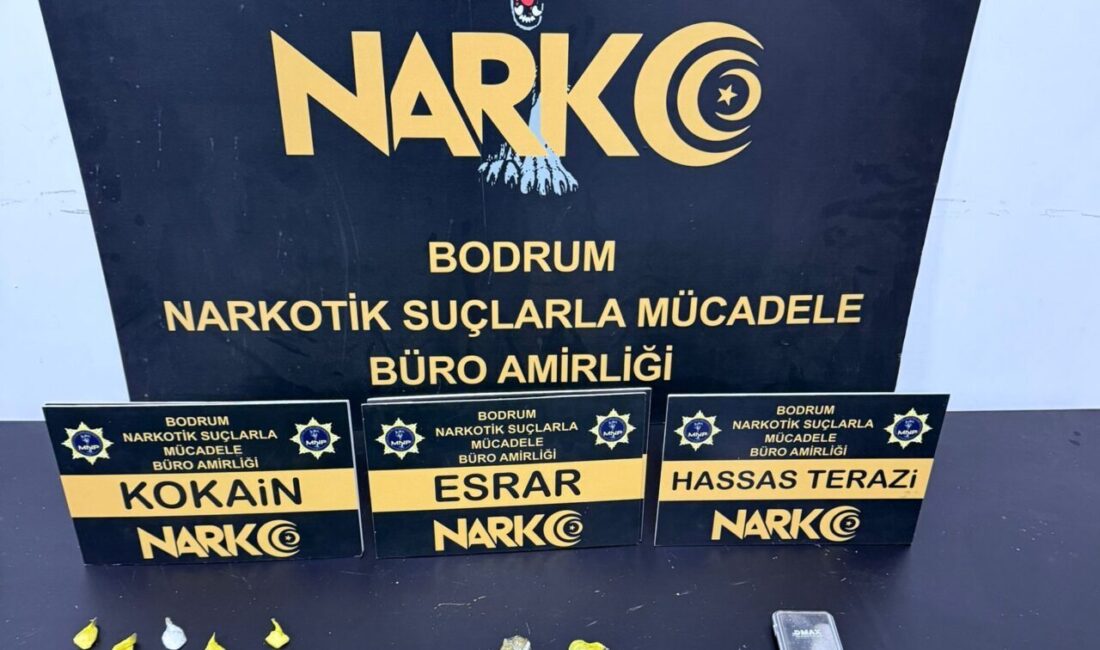 NARKO
BODRUM
NARKOTİK SUÇLARLA MÜCADELE
BÜRO AMİRLİĞİ
BODRUM
NARKOTİK SUÇLARLA
MÜCADELE
BÜRO AMİRLİĞİ
KOKAiN
NARKO
BODRUM
NARKOTİK SUÇLARLA
MÜCADELE
BÜRO AMİRLİĞİ
ESRAR
NARKO
BODRUM
NARKOTİK SUÇLARLA
MÜCADELE
BÜRO AMİRLİĞİ
HASSAS TERAZi
NARKO
DMAX